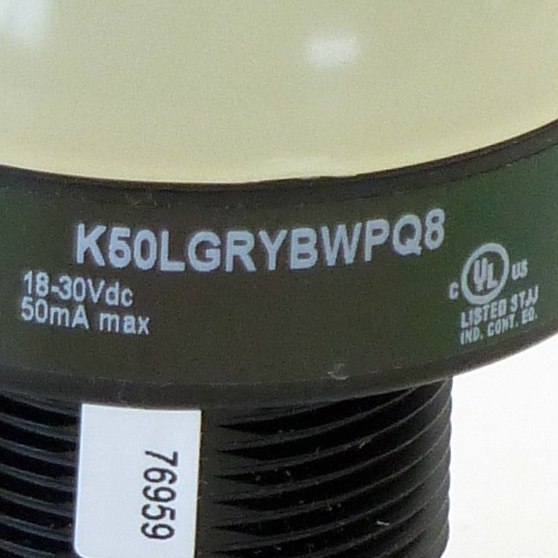 K50LGRYBWPQ8
18-30Vdc
50mA max
C UL US
LISTED 3TJJ
IND. CONT. EQ.
76959